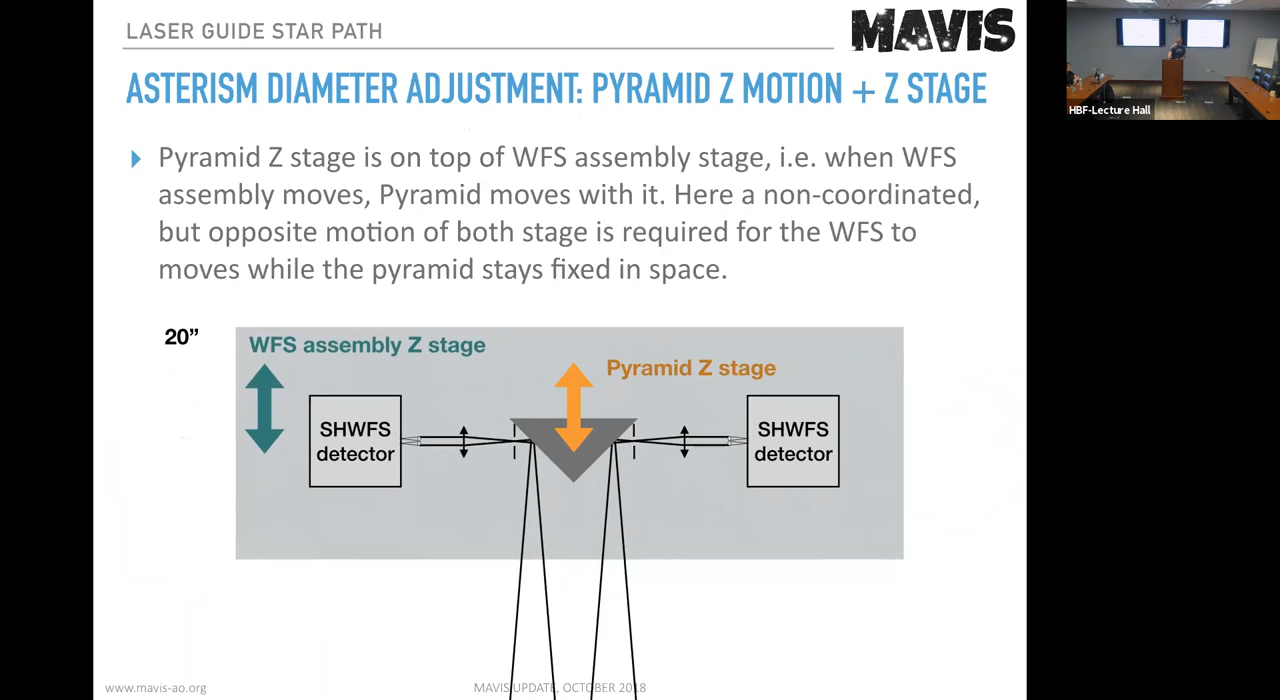 LASER GUIDE STAR PATH
MAVIS
ASTERISM DIAMETER ADJUSTMENT: PYRAMID Z MOTION + Z STAGE
Pyramid Z stage is on top of WFS assembly stage, i.e. when WFS
assembly moves, Pyramid moves with it. Here a non-coordinated,
but opposite motion of both stage is required for the WFS to
moves while the pyramid stays fixed in space.
20”
WFS assembly Z stage
Pyramid Z stage
SHWFS
detector
SHWFS
detector
www.mavis-ao.org
MAVIS UPDATE, OCTOBER 2018
HBF-Lecture Hall